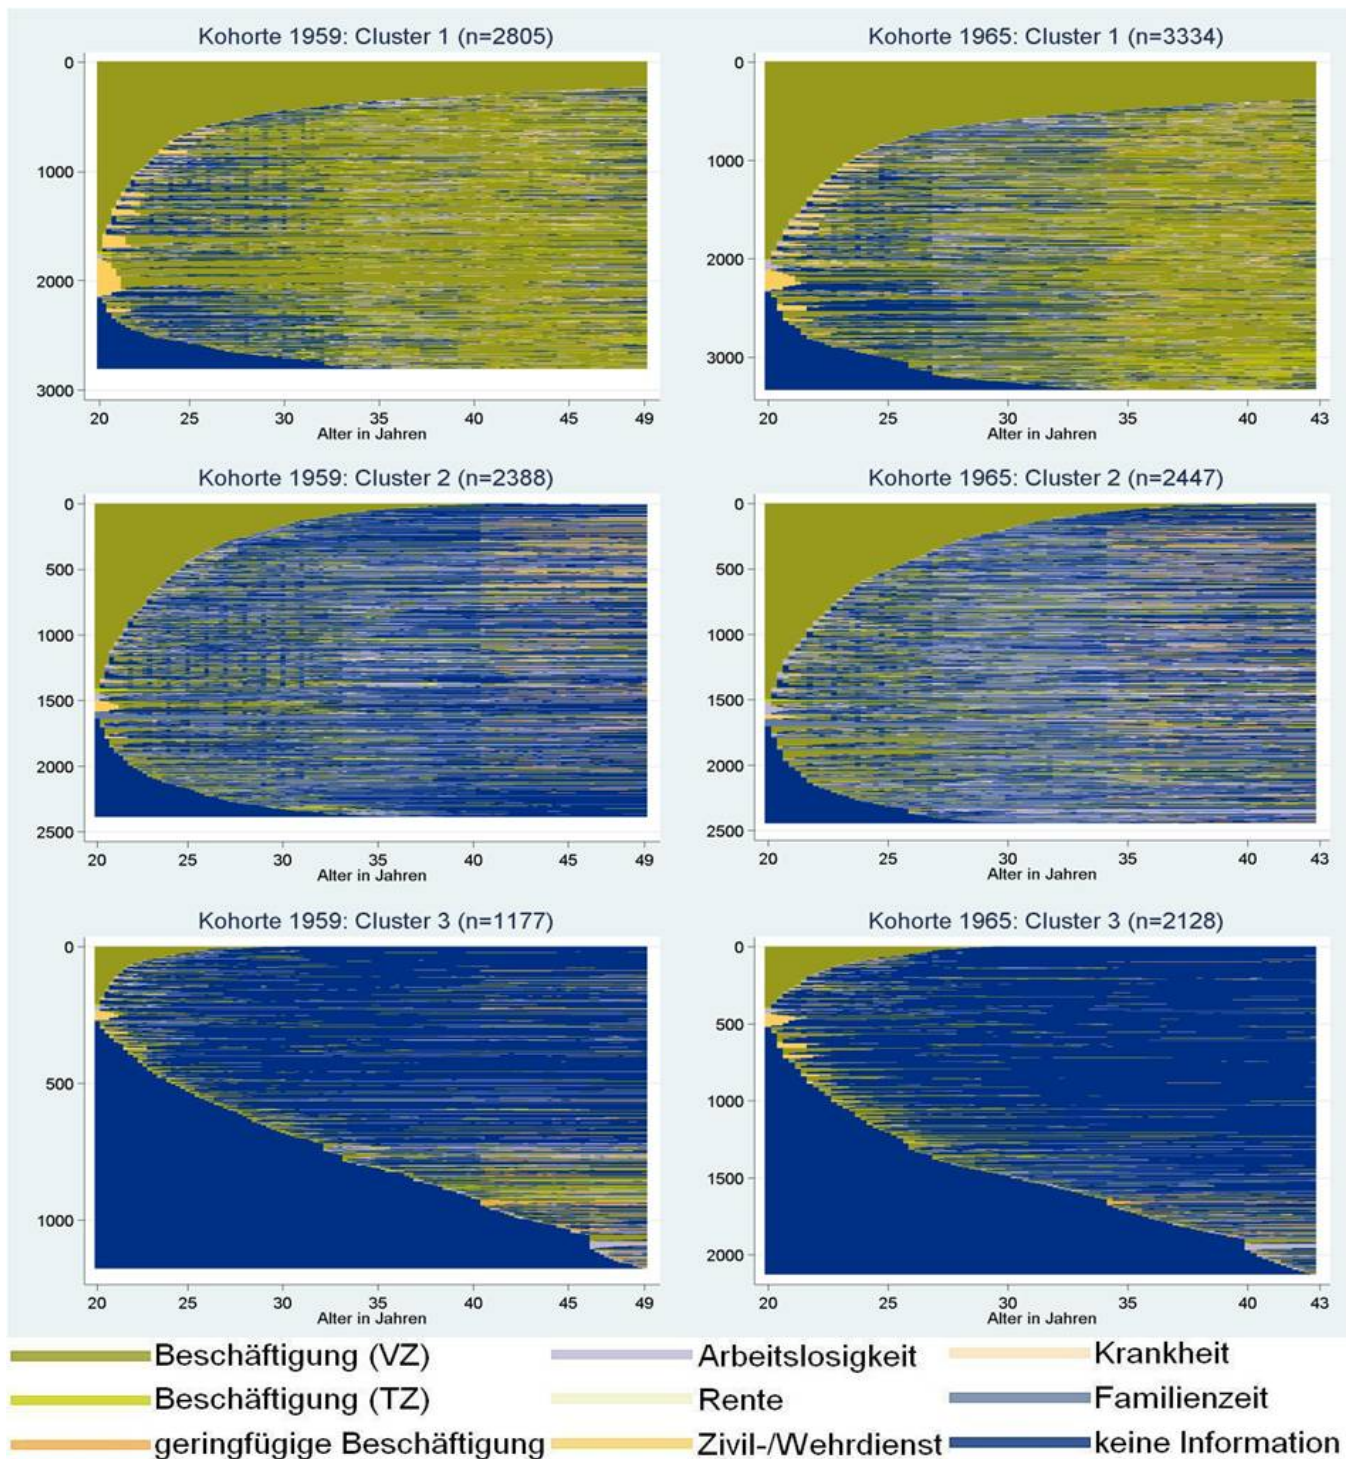 Kohorte 1959: Cluster 1 (n=2805)
0
1000
2000
3000
20 25 30 35 40 45 49
Alter in Jahren
Kohorte 1965: Cluster 1 (n=3334)
0
1000
2000
3000
20 25 30 35 40 43
Alter in Jahren
Kohorte 1959: Cluster 2 (n=2388)
0
500
1000
1500
2000
2500
20 25 30 35 40 45 49
Alter in Jahren
Kohorte 1965: Cluster 2 (n=2447)
0
500
1000
1500
2000
2500
20 25 30 35 40 43
Alter in Jahren
Kohorte 1959: Cluster 3 (n=1177)
0
500
1000
20 25 30 35 40 45 49
Alter in Jahren
Kohorte 1965: Cluster 3 (n=2128)
0
500
1000
1500
2000
20 25 30 35 40 43
Alter in Jahren
Beschäftigung (VZ) Arbeitslosigkeit Krankheit
Beschäftigung (TZ) Rente Familienzeit
geringfügige Beschäftigung Zivil-/Wehrdienst keine Information